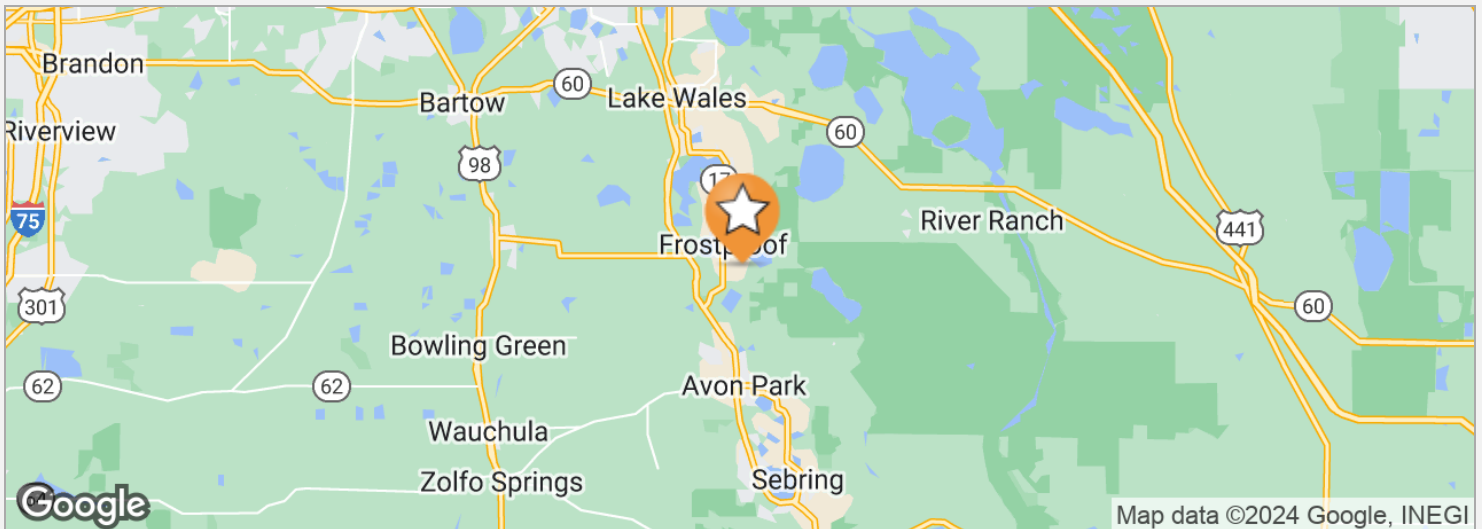 Brandon
60
Bartow
Lake Wales
Riverview
60
98
17
75
River Ranch
441
Frostproof
301
60
Bowling Green
62
62
Avon Park
Wauchula
Zolfo Springs
Sebring
Google
Map data ©2024 Google, INEGI